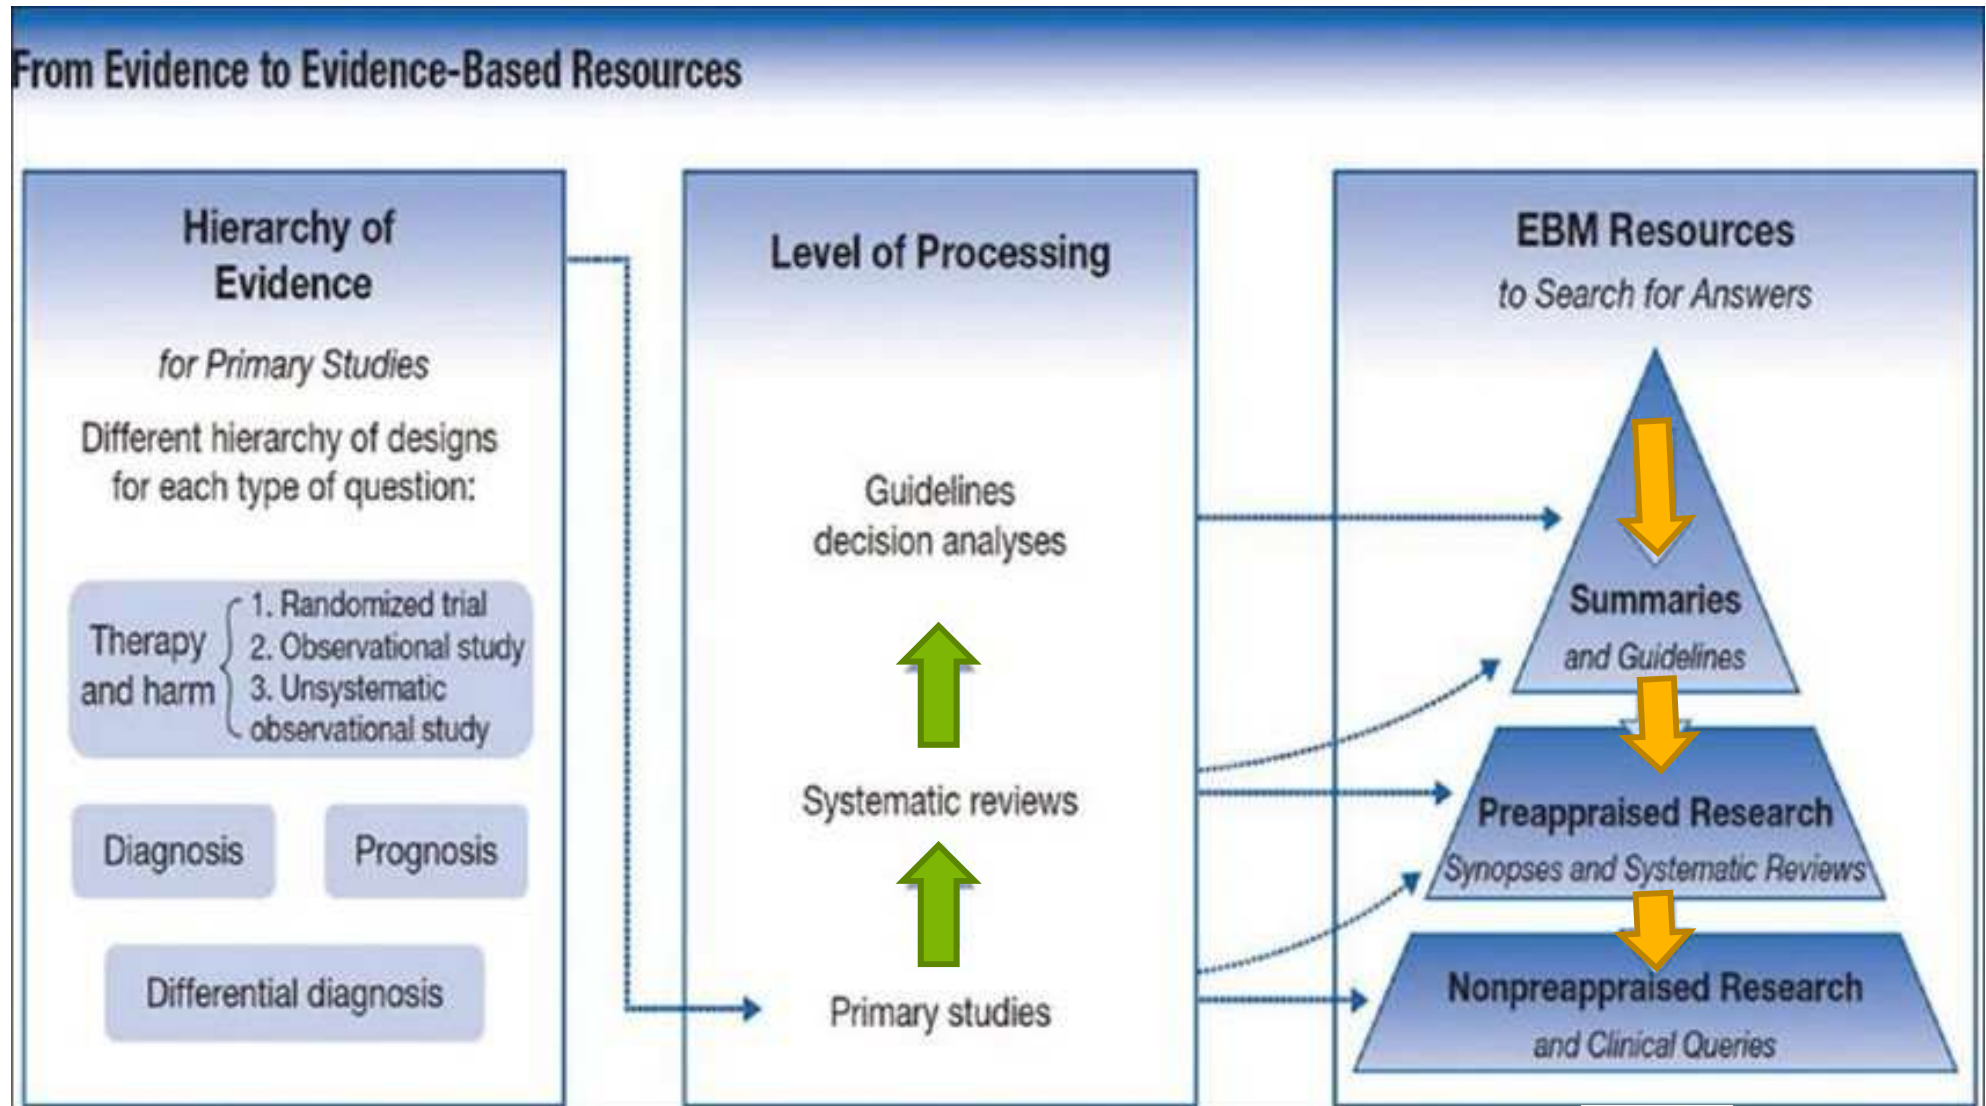 From Evidence to Evidence-Based Resources
Hierarchy of
Evidence
for Primary Studies
Different hierarchy of designs
for each type of question:
Therapy
and harm
1. Randomized trial
2. Observational study
3. Unsystematic
observational study
Diagnosis
Prognosis
Differential diagnosis
Level of Processing
Guidelines
decision analyses
Systematic reviews
Primary studies
EBM Resources
to Search for Answers
Summaries
and Guidelines
Preappraised Research
Synopses and Systematic Reviews
Nonpreappraised Research
and Clinical Queries